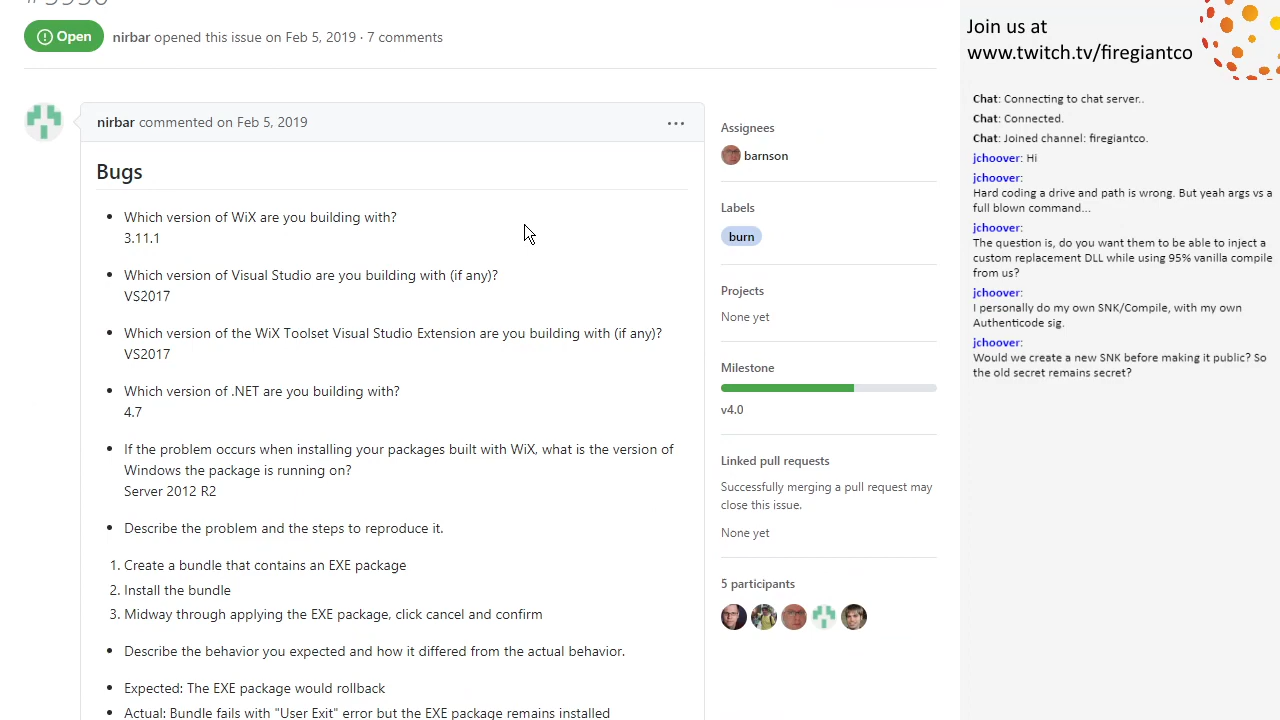 Open
nirbar opened this issue on Feb 5, 2019 · 7 comments
nirbar commented on Feb 5, 2019
Bugs
Which version of WiX are you building with?
3.11.1
Which version of Visual Studio are you building with (if any)?
VS2017
Which version of the WiX Toolset Visual Studio Extension are you building with (if any)?
VS2017
Which version of .NET are you building with?
4.7
If the problem occurs when installing your packages built with WiX, what is the version of
Windows the package is running on?
Server 2012 R2
Describe the problem and the steps to reproduce it.
1. Create a bundle that contains an EXE package
2. Install the bundle
3. Midway through applying the EXE package, click cancel and confirm
Describe the behavior you expected and how it differed from the actual behavior.
Expected: The EXE package would rollback
Actual: Bundle fails with "User Exit" error but the EXE package remains installed
Assignees
barnson
Labels
burn
Projects
None yet
Milestone
v4.0
Linked pull requests
Successfully merging a pull request may
close this issue.
None yet
5 participants
Join us at
www.twitch.tv/firegiantco
Chat: Connecting to chat server..
Chat: Connected.
Chat: Joined channel: firegiantco.
jchoover: Hi
jchoover:
Hard coding a drive and path is wrong. But yeah args vs a
full blown command...
jchoover:
The question is, do you want them to be able to inject a
custom replacement DLL while using 95% vanilla compile
from us?
jchoover:
I personally do my own SNK/Compile, with my own
Authenticode sig.
jchoover:
Would we create a new SNK before making it public? So
the old secret remains secret?